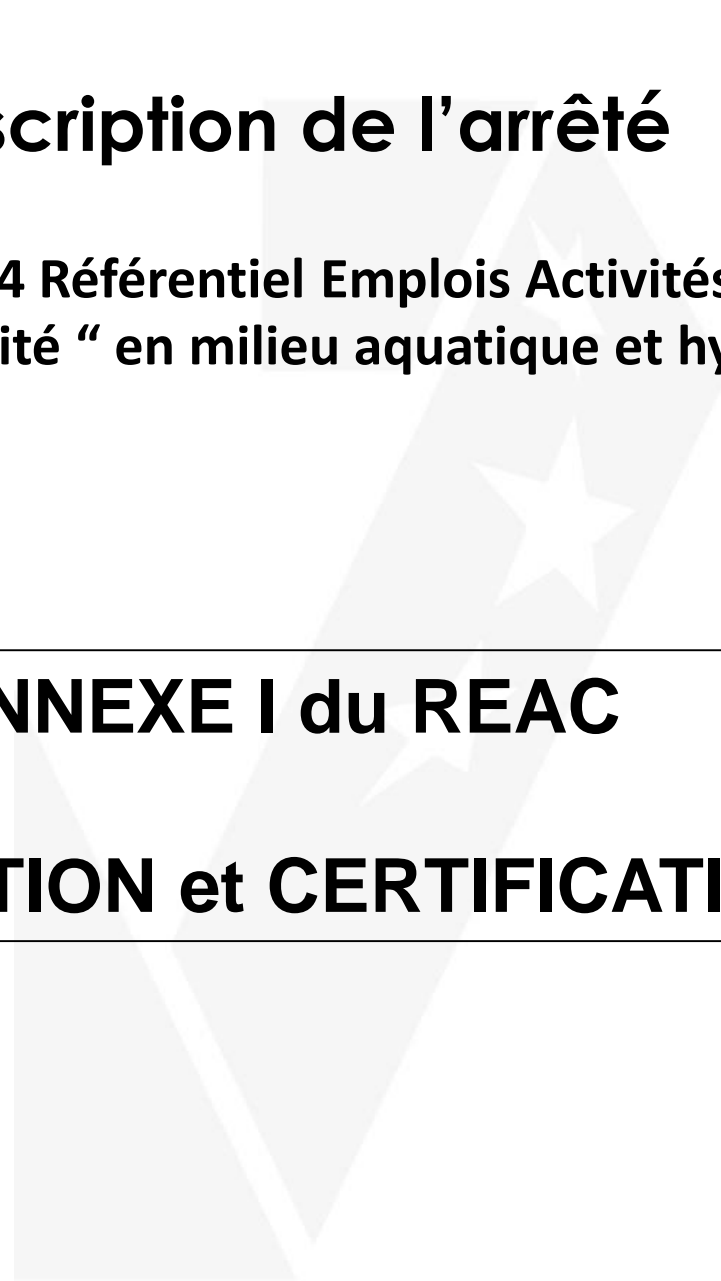 scription de l’arrêté
4 Référentiel Emplois Activités
ité “ en milieu aquatique et hy
NNEXE I du REAC
TION et CERTIFICATI